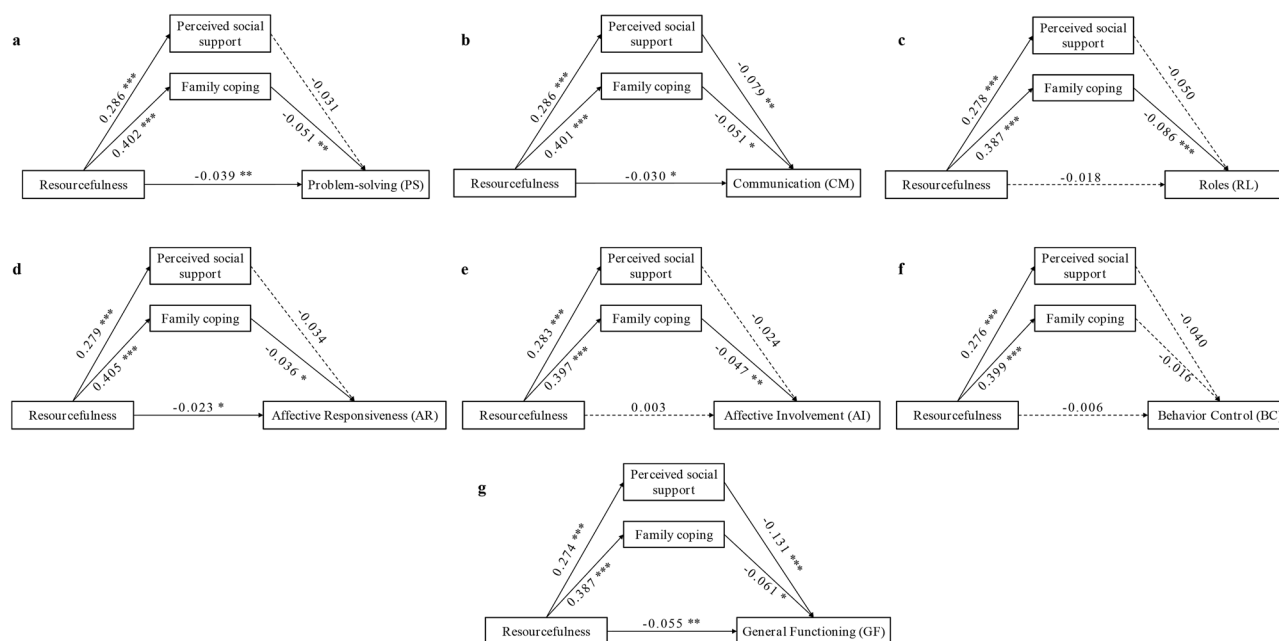 a
Perceived social
support
Family coping
0.286 ***
0.402 ***
-0.031
-0.051 **
Resourcefulness
-0.039 **
Problem-solving (PS)
b
Perceived social
support
Family coping
0.286 ***
0.401 ***
-0.079 **
-0.051 *
Resourcefulness
-0.030 *
Communication (CM)
c
Perceived social
support
Family coping
0.278 ***
0.387 ***
-0.050
-0.086 ***
Resourcefulness
-0.018
Roles (RL)
d
Perceived social
support
Family coping
0.279 ***
0.405 ***
-0.034
-0.036 *
Resourcefulness
-0.023 *
Affective Responsiveness (AR)
e
Perceived social
support
Family coping
0.283 ***
0.397 ***
-0.024
-0.047 **
Resourcefulness
0.003
Affective Involvement (AI)
f
Perceived social
support
Family coping
0.276 ***
0.399 ***
-0.040
-0.016
Resourcefulness
-0.006
Behavior Control (BC)
g
Perceived social
support
Family coping
0.274 ***
0.387 ***
-0.131 ***
-0.061 *
Resourcefulness
-0.055 **
General Functioning (GF)